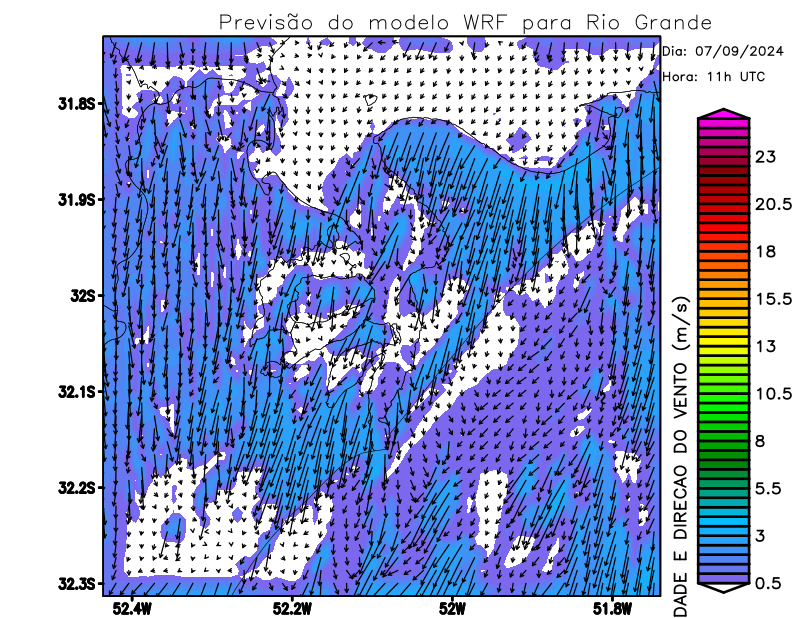 Previsão do modelo WRF para Rio Grande
Dia: 07/09/2024
Hora: 11h UTC
31.8S
31.9S
32S
32.1S
32.2S
32.3S
52.4W
52.2W
52W
51.8W
23
20.5
18
15.5
13
10.5
8
5.5
3
0.5
DADE E DIRECAO DO VENTO (m/s)